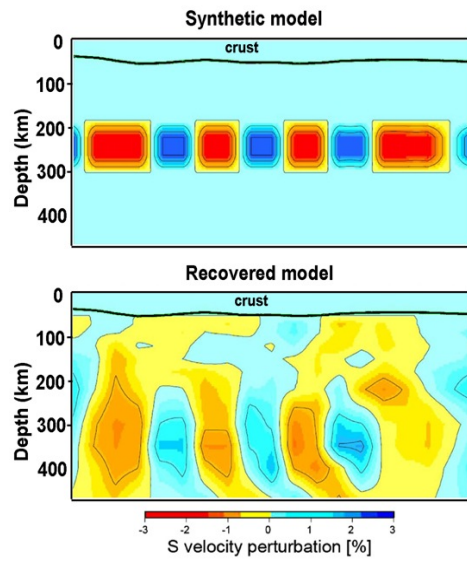 Synthetic model
0
crust
100
200
300
400
Depth (km)
Recovered model
0
crust
100
200
300
400
Depth (km)
-3 -2 -1 0 1 2 3
S velocity perturbation [%]